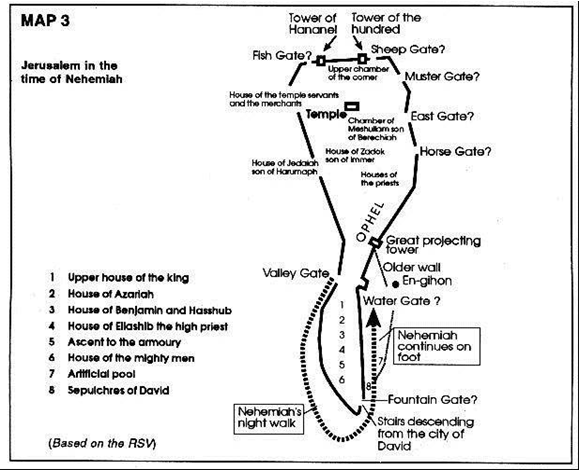 MAP 3
Jerusalem in the
time of Nehemiah
Tower of
Hananel
Tower of the
hundred
Fish Gate?
Sheep Gate?
Upper chamber
of the corner
Muster Gate?
House of the temple servants
and the merchants
Temple
Chamber of
Meshullam son
of Berechiah
East Gate?
House of Zadok
son of Immer
Horse Gate?
House of Jedaiah
son of Harumaph
Houses of
the priests
OPHEL
Great projecting
tower
Older wall
En-gihon
Valley Gate
Water Gate ?
1 Upper house of the king
2 House of Azariah
3 House of Benjamin and Hasshub
4 House of Eliashib the high priest
5 Ascent to the armoury
6 House of the mighty men
7 Artificial pool
8 Sepulchres of David
1
2
3
4
5
6
7
8
Nehemiah
continues on
foot
Fountain Gate?
Nehemiah's
night walk
Stairs descending
from the city of
David
(Based on the RSV)